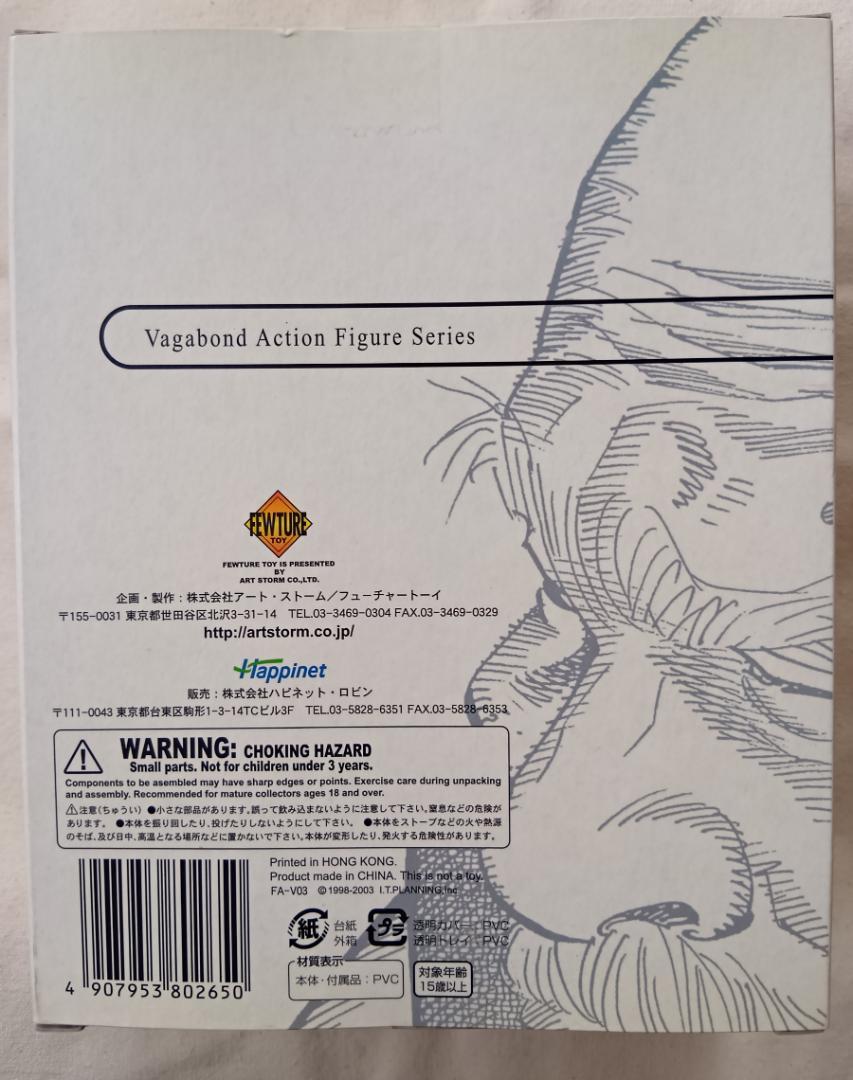 Vagabond Action Figure Series
FEWTURE
TOY
FEWTURE TOY IS PRESENTED
BY
ART STORM CO.,LTD.
企画・製作：株式会社アート・ストーム／フューチャートーイ
〒155-0031 東京都世田谷区北沢3-31-14 TEL.03-3469-0304 FAX.03-3469-0329
http://artstorm.co.jp/
Happinet
販売：株式会社ハピネット・ロビン
〒111-0043 東京都台東区駒形1-3-14TCビル3F TEL.03-5828-6351 FAX.03-5828-6353
WARNING: CHOKING HAZARD
Small parts. Not for children under 3 years.
Components to be asembled may have sharp edges or points. Exercise care during unpacking
and assembly. Recommended for mature collectors ages 18 and over.
⚠注意(ちゅうい) ●小さな部品があります。誤って飲み込まないように注意して下さい。窒息などの危険が
あります。 ●本体を振り回したり、投げたりしないようにして下さい。 ●本体をストーブなどの火や熱源
のそば、及び日中、高温となる場所などに置かないで下さい。本体が変形したり、発火する危険性があります。
Printed in HONG KONG.
Product made in CHINA. This is not a toy.
FA-V03 ©1998-2003 I.T.PLANNING,Inc
紙 台紙
外箱
プラ 透明カバー：PVC
透明トレイ：PVC
材質表示
本体・付属品：PVC
対象年齢
15歳以上
4 907953 802650